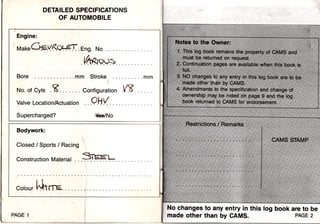 DETAILED SPECIFICATIONS
OF AUTOMOBILE
Engine:
Make CHEVROLET Eng. No
VARIOUS
Bore mm Stroke mm
No. of Cyls 8 Configuration V8
Valve Location/Actuation OHV
Supercharged? Yes/No
Bodywork:
Closed / Sports / Racing
Construction Material STEEL
Colour WHITE
PAGE 1
Notes to the Owner:
1. This log book remains the property of CAMS and
must be returned on request.
2. Continuation pages are available when this book is
full.
3. NO changes to any entry in this log book are to be
made other than by CAMS.
4. Amendments to the specification and change of
ownership may be noted on page 9 and the log
book returned to CAMS for endorsement.
Restrictions / Remarks
CAMS STAMP
No changes to any entry in this log book are to be
made other than by CAMS. PAGE 2